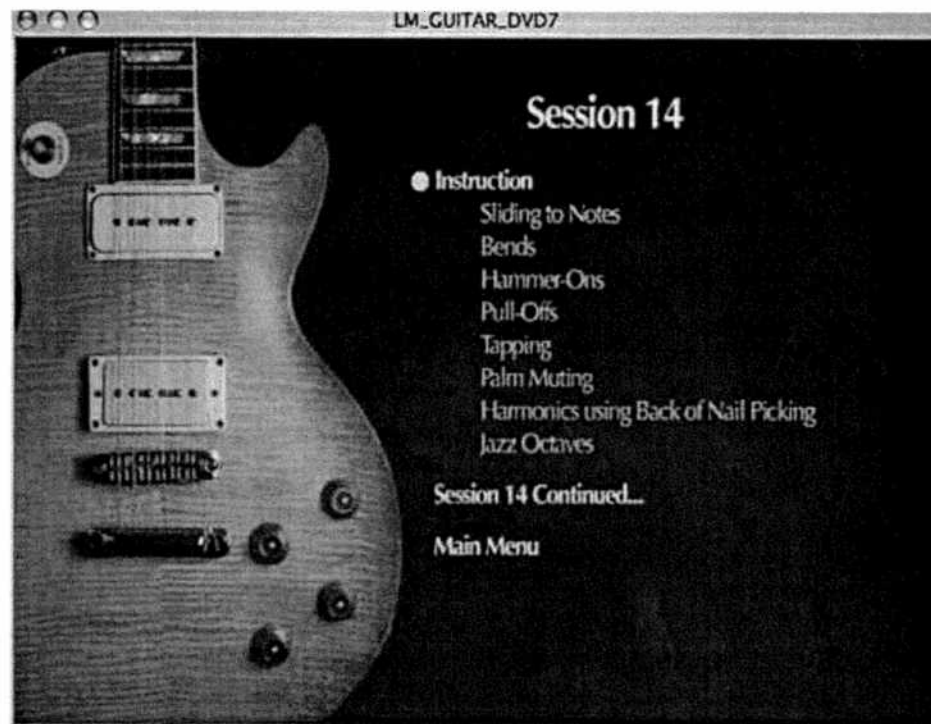 LM_GUITAR_DVD7
Session 14
Instruction
Sliding to Notes
Bends
Hammer-Ons
Pull-Offs
Tapping
Palm Muting
Harmonics using Back of Nail Picking
Jazz Octaves
Session 14 Continued...
Main Menu